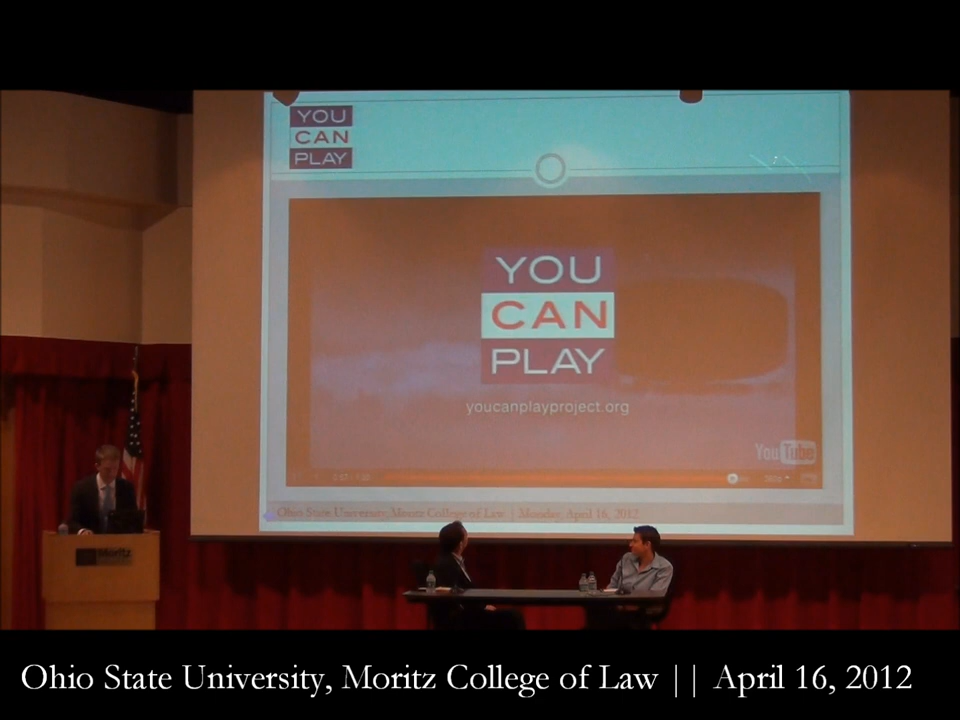 YOU
CAN
PLAY
YOU
CAN
PLAY
youcanplayproject.org
YouTube
Ohio State University, Moritz College of Law | Monday, April 16, 2012
Moritz
Ohio State University, Moritz College of Law || April 16, 2012